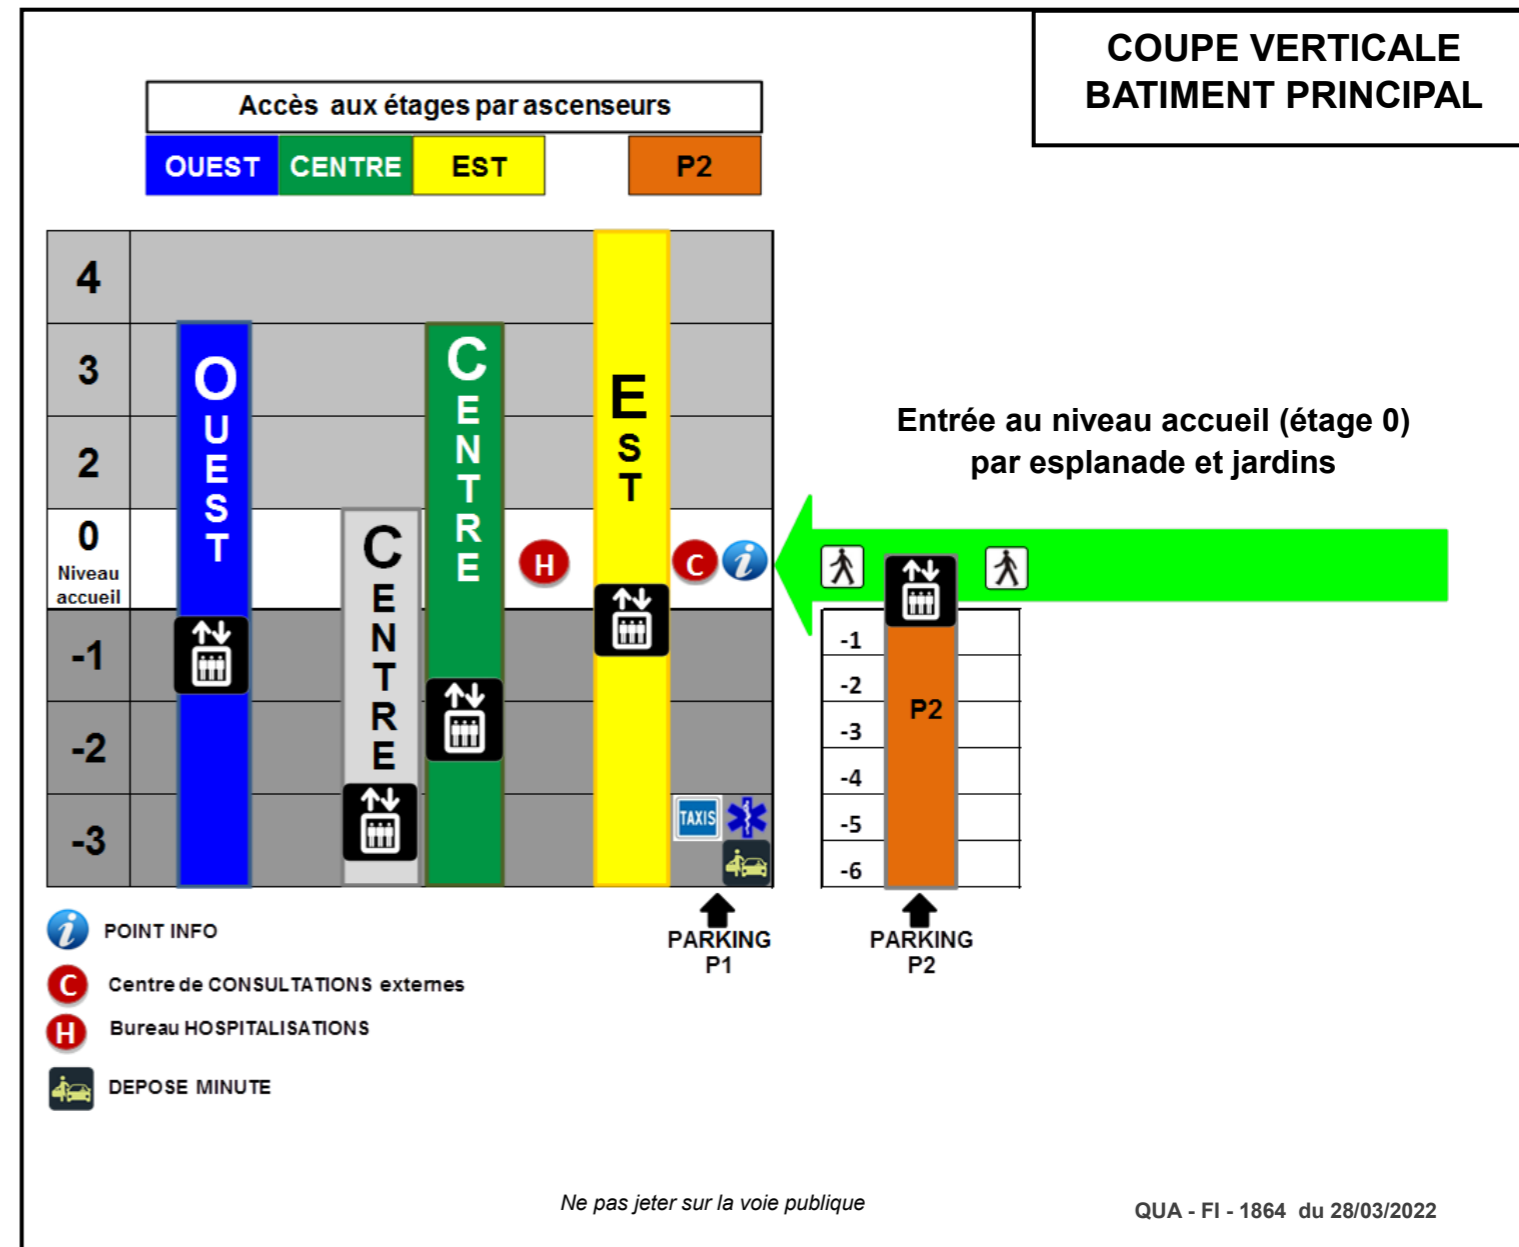 COUPE VERTICALE
BATIMENT PRINCIPAL
Accès aux étages par ascenseurs
OUEST CENTRE EST P2
4
3
2
0
Niveau
accueil
-1
-2
-3
OUEST
CENTRE
CENTRE
EST
H
C
i
TAXIS
Entrée au niveau accueil (étage 0)
par esplanade et jardins
-1
-2
-3
-4
-5
-6
P2
PARKING
P1
PARKING
P2
i POINT INFO
C Centre de CONSULTATIONS externes
H Bureau HOSPITALISATIONS
DEPOSE MINUTE
Ne pas jeter sur la voie publique
QUA - FI - 1864 du 28/03/2022